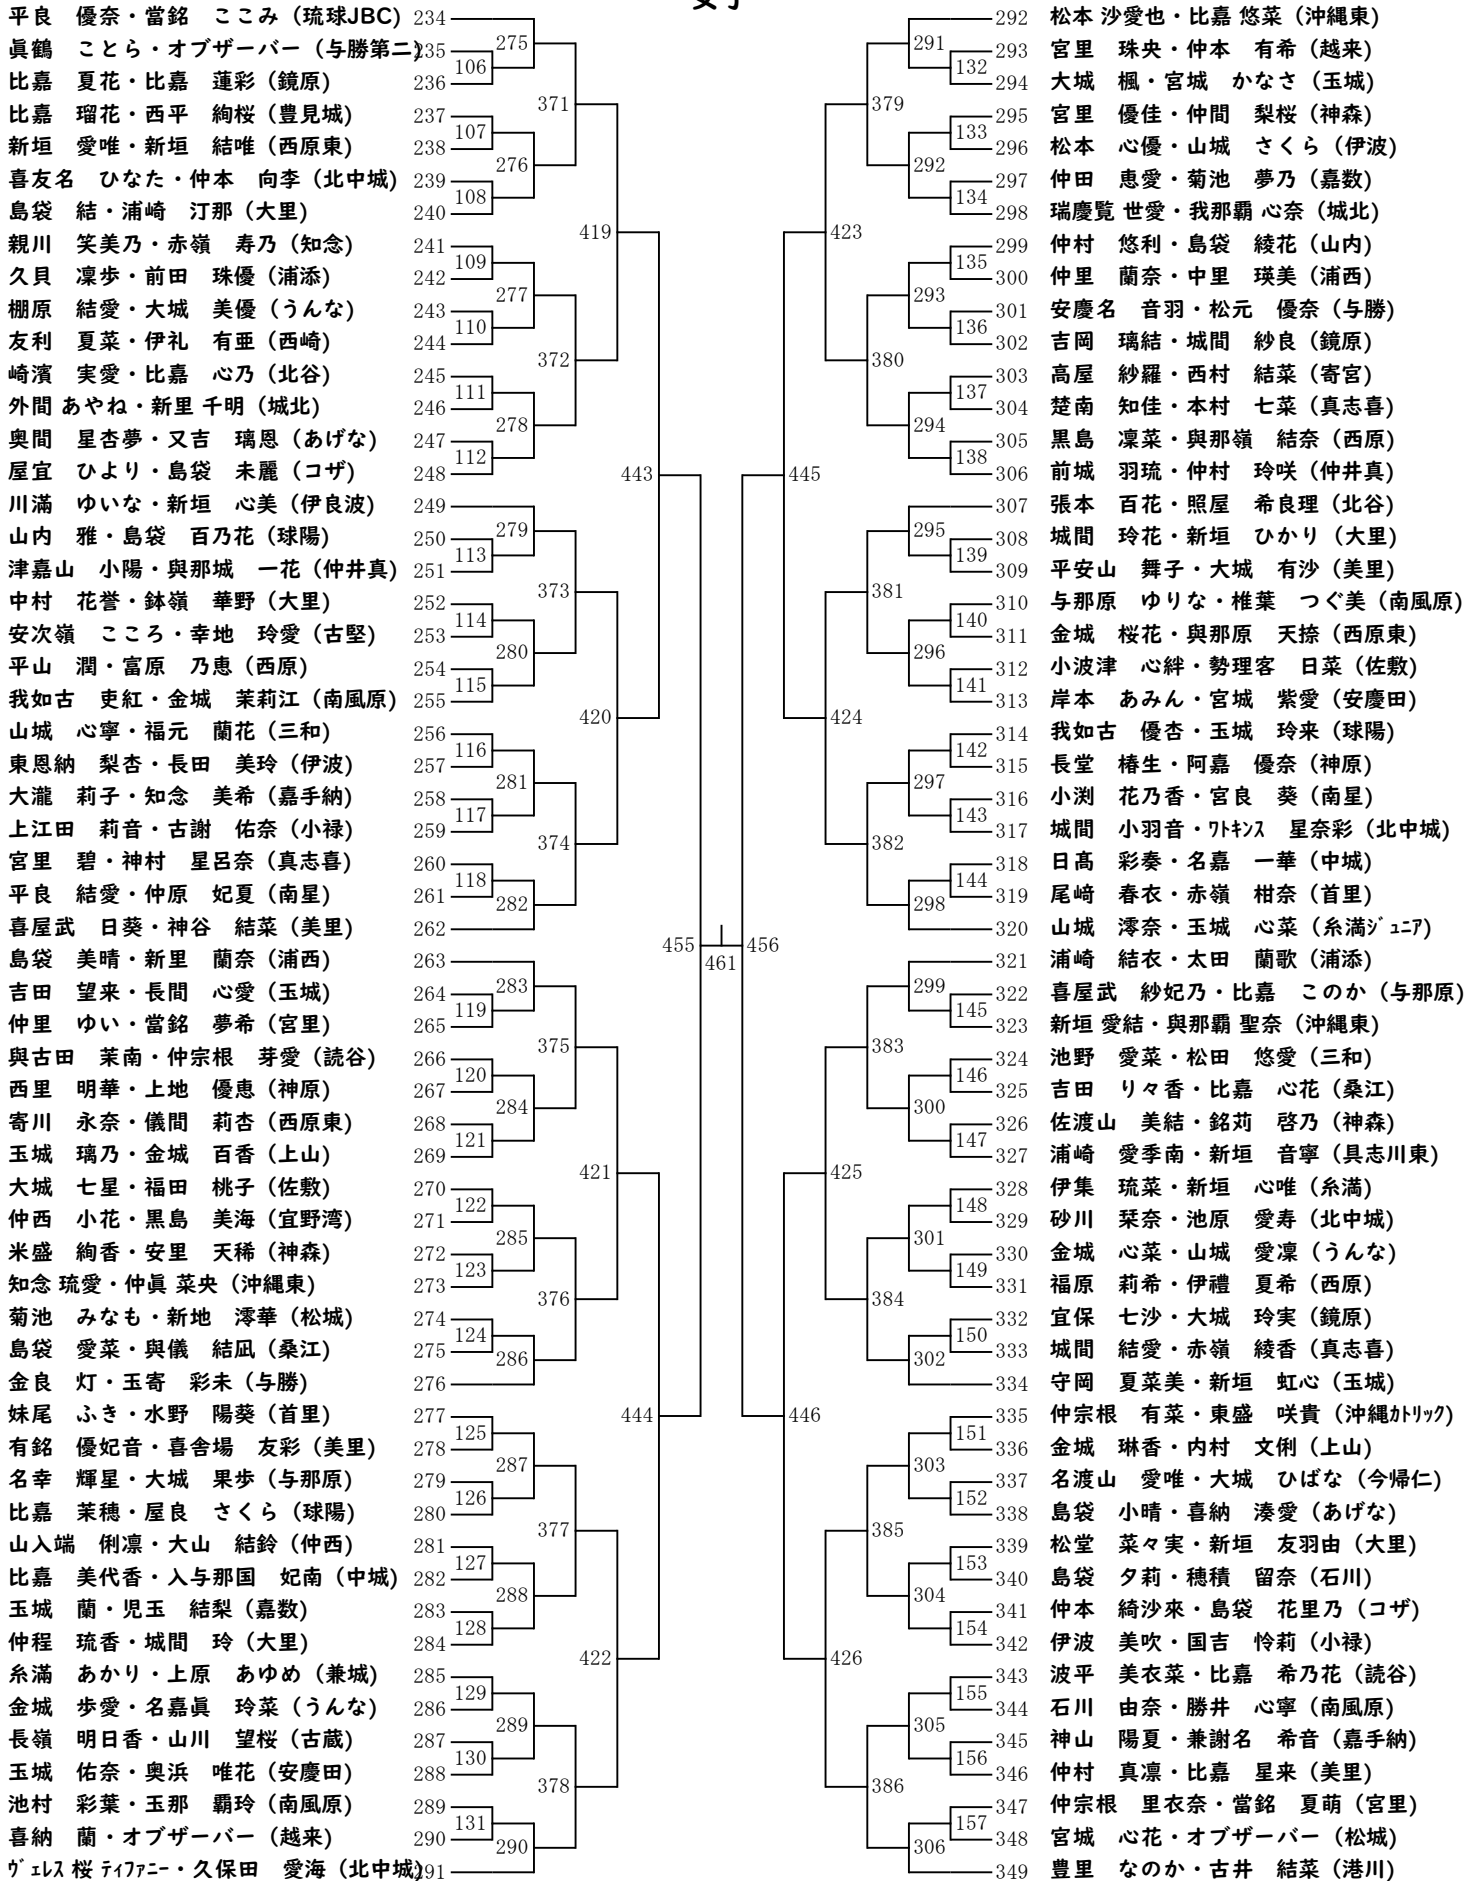 平良　優奈・當銘　ここみ（琉球JBC） 234
眞鶴　ことら・オブザーバー（与勝第二） 235
比嘉　夏花・比嘉　蓮彩（鏡原） 236
比嘉　瑠花・西平　絢桜（豊見城） 237
新垣　愛唯・新垣　結唯（西原東） 238
喜友名　ひなた・仲本　向李（北中城） 239
島袋　結・浦崎　汀那（大里） 240
親川　笑美乃・赤嶺　寿乃（知念） 241
久貝　凜歩・前田　珠優（浦添） 242
棚原　結愛・大城　美優（うんな） 243
友利　夏菜・伊礼　有亜（西崎） 244
崎濱　実愛・比嘉　心乃（北谷） 245
外間 あやね・新里 千明（城北） 246
奥間　星杏夢・又吉　璃恩（あげな） 247
屋宜　ひより・島袋　未麗（コザ） 248
川滿　ゆいな・新垣　心美（伊良波） 249
山内　雅・島袋　百乃花（球陽） 250
津嘉山　小陽・與那城　一花（仲井真） 251
中村　花誉・鉢嶺　華野（大里） 252
安次嶺　こころ・幸地　玲愛（古堅） 253
平山　潤・富原　乃恵（西原） 254
我如古　吏紅・金城　茉莉江（南風原） 255
山城　心寧・福元　蘭花（三和） 256
東恩納　梨杏・長田　美玲（伊波） 257
大瀧　莉子・知念　美希（嘉手納） 258
上江田　莉音・古謝　佑奈（小禄） 259
宮里　碧・神村　星呂奈（真志喜） 260
平良　結愛・仲原　妃夏（南星） 261
喜屋武　日葵・神谷　結菜（美里） 262
島袋　美晴・新里　蘭奈（浦西） 263
吉田　望来・長間　心愛（玉城） 264
仲里　ゆい・當銘　夢希（宮里） 265
與古田　茉南・仲宗根　芽愛（読谷） 266
西里　明華・上地　優恵（神原） 267
寄川　永奈・儀間　莉杏（西原東） 268
玉城　璃乃・金城　百香（上山） 269
大城　七星・福田　桃子（佐敷） 270
仲西　小花・黒島　美海（宜野湾） 271
米盛　絢香・安里　天稀（神森） 272
知念 琉愛・仲眞 菜央（沖縄東） 273
菊池　みなも・新地　澪華（松城） 274
島袋　愛菜・與儀　結凪（桑江） 275
金良　灯・玉寄　彩未（与勝） 276
妹尾　ふき・水野　陽葵（首里） 277
有銘　優妃音・喜舎場　友彩（美里） 278
名幸　輝星・大城　果歩（与那原） 279
比嘉　茉穂・屋良　さくら（球陽） 280
山入端　俐凛・大山　結鈴（仲西） 281
比嘉　美代香・入与那国　妃南（中城） 282
玉城　蘭・児玉　結梨（嘉数） 283
仲程　琉香・城間　玲（大里） 284
糸滿　あかり・上原　あゆめ（兼城） 285
金城　歩愛・名嘉眞　玲菜（うんな） 286
長嶺　明日香・山川　望桜（古蔵） 287
玉城　佑奈・奥浜　唯花（安慶田） 288
池村　彩葉・玉那　覇玲（南風原） 289
喜納　蘭・オブザーバー（越来） 290
ヴェレス 桜 ティファニー・久保田　愛海（北中城） 291
275
106
371
107
276
108
419
109
277
110
372
111
278
112
443
279
113
373
114
280
115
420
116
281
117
374
118
282
455
461
456
283
119
375
120
284
121
421
122
285
123
376
124
286
444
125
287
126
377
127
288
128
422
129
289
130
378
131
290
291
132
379
133
292
134
423
135
293
136
380
137
294
138
445
295
139
381
140
296
141
424
142
297
143
382
144
298
299
145
383
146
300
147
425
148
301
149
384
150
302
446
151
303
152
385
153
304
154
426
155
305
156
386
157
306
292 松本 沙愛也・比嘉 悠菜（沖縄東）
293 宮里　珠央・仲本　有希（越来）
294 大城　楓・宮城　かなさ（玉城）
295 宮里　優佳・仲間　梨桜（神森）
296 松本　心優・山城　さくら（伊波）
297 仲田　恵愛・菊池　夢乃（嘉数）
298 瑞慶覧 世愛・我那覇 心奈（城北）
299 仲村　悠利・島袋　綾花（山内）
300 仲里　蘭奈・中里　瑛美（浦西）
301 安慶名　音羽・松元　優奈（与勝）
302 吉岡　璃結・城間　紗良（鏡原）
303 高屋　紗羅・西村　結菜（寄宮）
304 楚南　知佳・本村　七菜（真志喜）
305 黒島　凜菜・與那嶺　結奈（西原）
306 前城　羽琉・仲村　玲咲（仲井真）
307 張本　百花・照屋　希良理（北谷）
308 城間　玲花・新垣　ひかり（大里）
309 平安山　舞子・大城　有沙（美里）
310 与那原　ゆりな・椎葉　つぐ美（南風原）
311 金城　桜花・與那原　天捺（西原東）
312 小波津　心絆・勢理客　日菜（佐敷）
313 岸本　あみん・宮城　紫愛（安慶田）
314 我如古　優杏・玉城　玲来（球陽）
315 長堂　椿生・阿嘉　優奈（神原）
316 小渕　花乃香・宮良　葵（南星）
317 城間　小羽音・ワトキンス　星奈彩（北中城）
318 日髙　彩奏・名嘉　一華（中城）
319 尾﨑　春衣・赤嶺　柑奈（首里）
320 山城　澪奈・玉城　心菜（糸満ジュニア）
321 浦崎　結衣・太田　蘭歌（浦添）
322 喜屋武　紗妃乃・比嘉　このか（与那原）
323 新垣 愛結・與那覇 聖奈（沖縄東）
324 池野　愛菜・松田　悠愛（三和）
325 吉田　り々香・比嘉　心花（桑江）
326 佐渡山　美結・銘苅　啓乃（神森）
327 浦崎　愛季南・新垣　音寧（具志川東）
328 伊集　琉菜・新垣　心唯（糸満）
329 砂川　栞奈・池原　愛寿（北中城）
330 金城　心菜・山城　愛凜（うんな）
331 福原　莉希・伊禮　夏希（西原）
332 宜保　七沙・大城　玲実（鏡原）
333 城間　結愛・赤嶺　綾香（真志喜）
334 守岡　夏菜美・新垣　虹心（玉城）
335 仲宗根　有菜・東盛　咲貴（沖縄カトリック）
336 金城　琳香・内村　文俐（上山）
337 名渡山　愛唯・大城　ひばな（今帰仁）
338 島袋　小晴・喜納　湊愛（あげな）
339 松堂　菜々実・新垣　友羽由（大里）
340 島袋　夕莉・穂積　留奈（石川）
341 仲本　綺沙來・島袋　花里乃（コザ）
342 伊波　美吹・国吉　怜莉（小禄）
343 波平　美衣菜・比嘉　希乃花（読谷）
344 石川　由奈・勝井　心寧（南風原）
345 神山　陽夏・兼謝名　希音（嘉手納）
346 仲村　真凛・比嘉　星来（美里）
347 仲宗根　里衣奈・當銘　夏萌（宮里）
348 宮城　心花・オブザーバー（松城）
349 豊里　なのか・古井　結菜（港川）